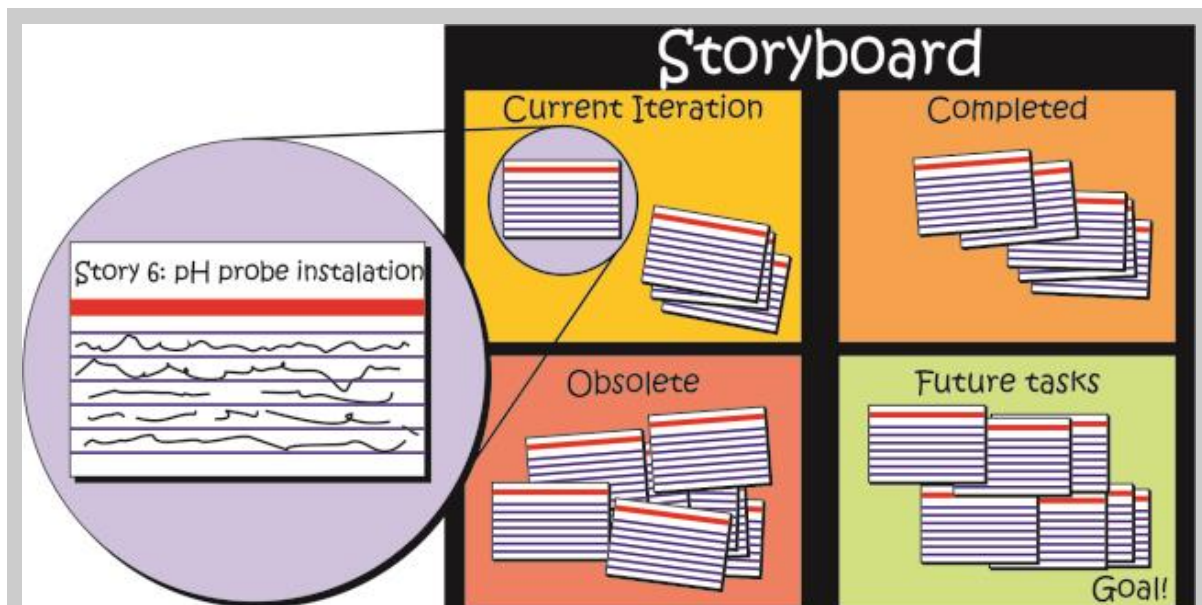 Storyboard
Current Iteration
Completed
Story 6: pH probe instalation
Obsolete
Future tasks
Goal!